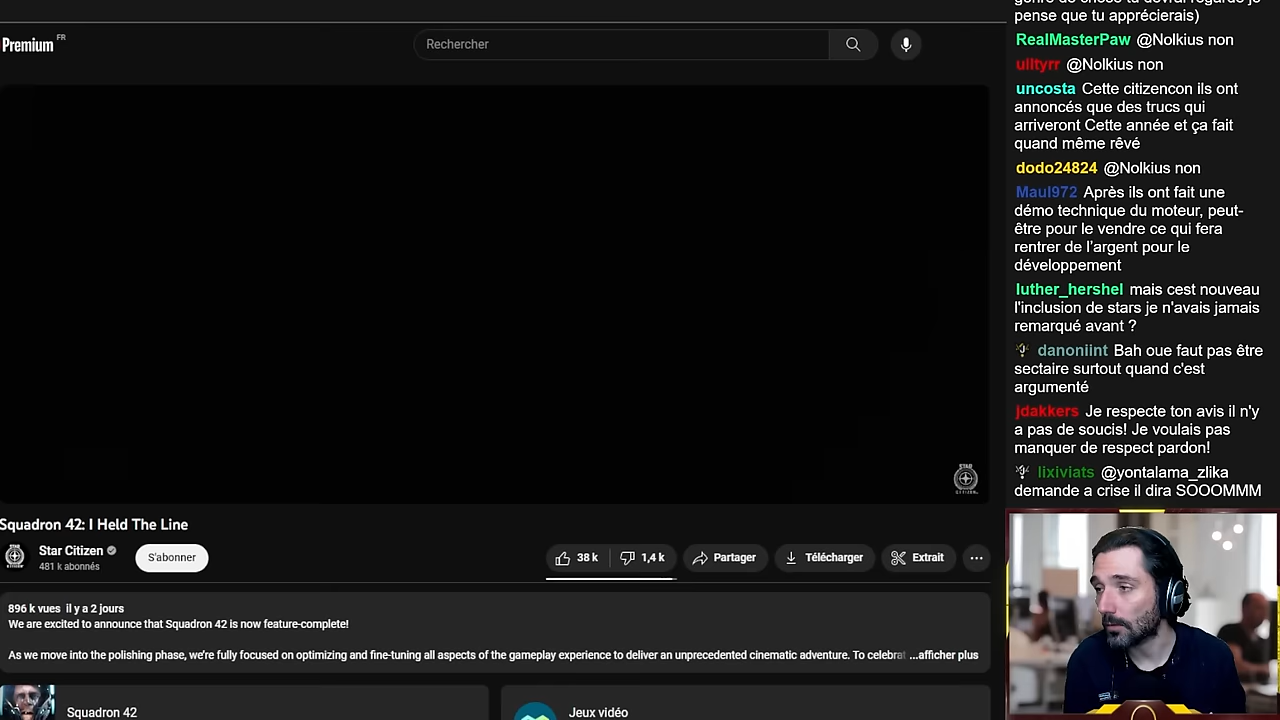 Premium FR
Rechercher
Squadron 42: I Held The Line
Star Citizen
481 k abonnés
S'abonner
38 k
1,4 k
Partager
Télécharger
Extrait
896 k vues il y a 2 jours
We are excited to announce that Squadron 42 is now feature-complete!
As we move into the polishing phase, we're fully focused on optimizing and fine-tuning all aspects of the gameplay experience to deliver an unprecedented cinematic adventure. To celebrat ...afficher plus
Squadron 42
Jeux vidéo
pense que tu apprécierais)
RealMasterPaw @Nolkius non
ulltyrr @Nolkius non
uncosta Cette citizencon ils ont
annoncés que des trucs qui
arriveront Cette année et ça fait
quand même rêvé
dodo24824 @Nolkius non
Maul972 Après ils ont fait une
démo technique du moteur, peut-
être pour le vendre ce qui fera
rentrer de l'argent pour le
développement
luther_hershel mais cest nouveau
l'inclusion de stars je n'avais jamais
remarqué avant ?
danoniint Bah oue faut pas être
sectaire surtout quand c'est
argumenté
jdakkers Je respecte ton avis il n'y
a pas de soucis! Je voulais pas
manquer de respect pardon!
lixiviats @yontalama_zlika
demande a crise il dira SOOOMMM
STAR
CITIZEN